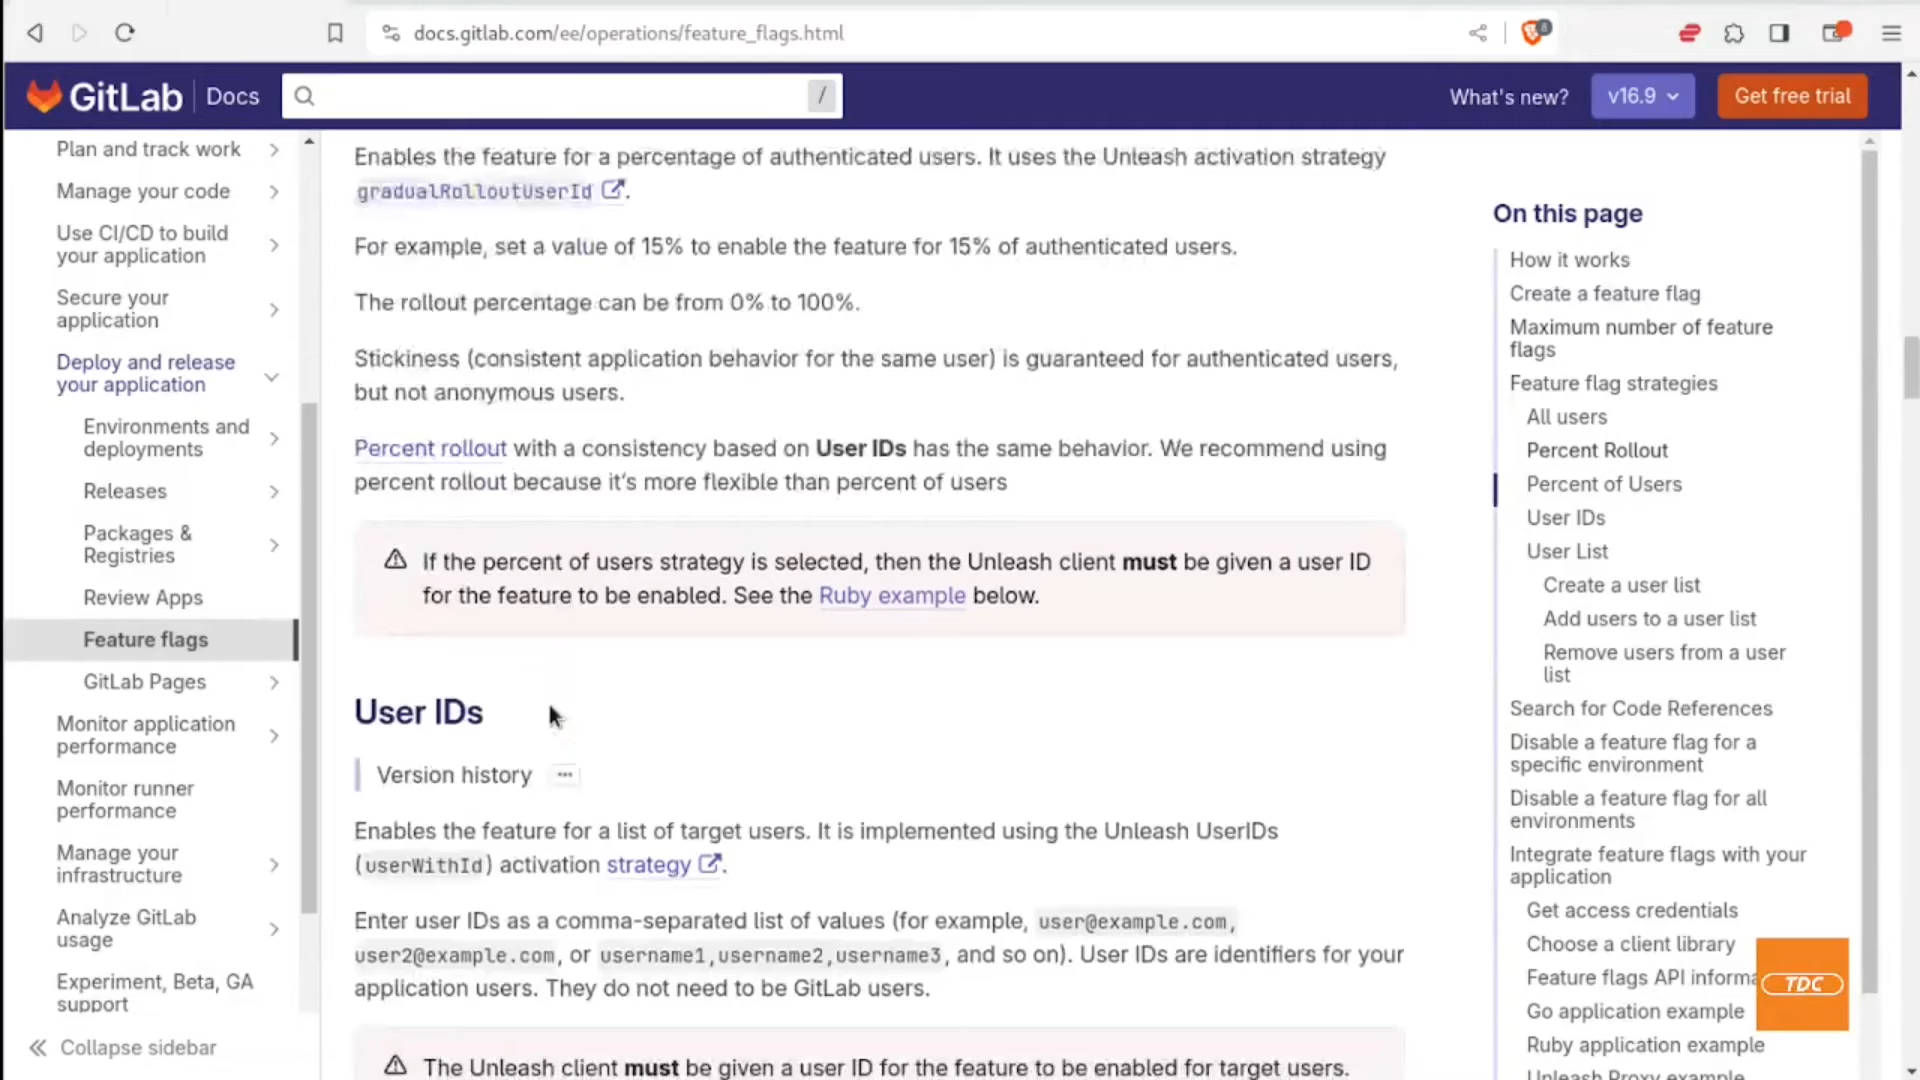 docs.gitlab.com/ee/operations/feature_flags.html
8
GitLab Docs
/
What's new?
v16.9
Get free trial
Plan and track work
Manage your code
Use CI/CD to build
your application
Secure your
application
Deploy and release
your application
Environments and
deployments
Releases
Packages &
Registries
Review Apps
Feature flags
GitLab Pages
Monitor application
performance
Monitor runner
performance
Manage your
infrastructure
Analyze GitLab
usage
Experiment, Beta, GA
support
Collapse sidebar
Enables the feature for a percentage of authenticated users. It uses the Unleash activation strategy
gradualRolloutUserId.
For example, set a value of 15% to enable the feature for 15% of authenticated users.
The rollout percentage can be from 0% to 100%.
Stickiness (consistent application behavior for the same user) is guaranteed for authenticated users,
but not anonymous users.
Percent rollout with a consistency based on User IDs has the same behavior. We recommend using
percent rollout because it's more flexible than percent of users
If the percent of users strategy is selected, then the Unleash client must be given a user ID
for the feature to be enabled. See the Ruby example below.
User IDs
Version history ...
Enables the feature for a list of target users. It is implemented using the Unleash UserIDs
(userWithId) activation strategy.
Enter user IDs as a comma-separated list of values (for example, user@example.com,
user2@example.com, or username1,username2,username3, and so on). User IDs are identifiers for your
application users. They do not need to be GitLab users.
The Unleash client must be given a user ID for the feature to be enabled for target users.
On this page
How it works
Create a feature flag
Maximum number of feature
flags
Feature flag strategies
All users
Percent Rollout
Percent of Users
User IDs
User List
Create a user list
Add users to a user list
Remove users from a user
list
Search for Code References
Disable a feature flag for a
specific environment
Disable a feature flag for all
environments
Integrate feature flags with your
application
Get access credentials
Choose a client library
Feature flags API informa
Go application example
Ruby application example
Unleash Proxy example
TDC